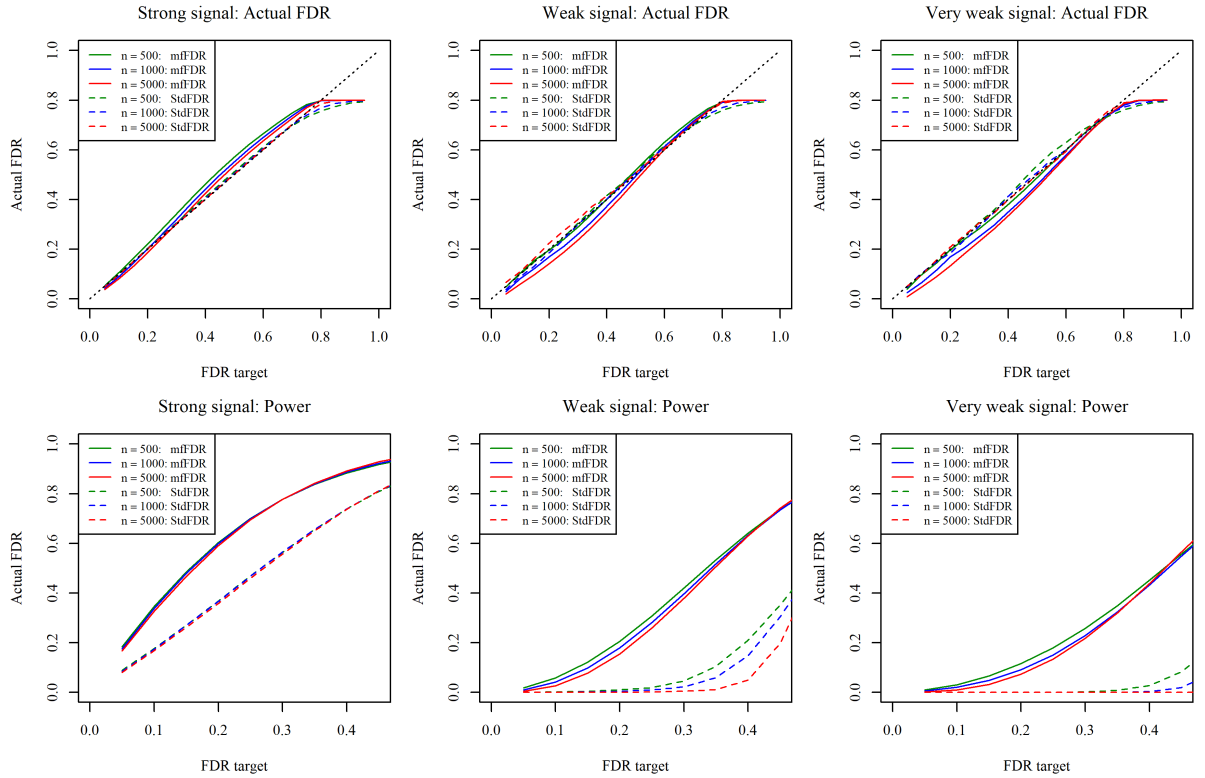 Strong signal: Actual FDR
Actual FDR
1.0
0.8
0.6
0.4
0.2
0.0
n = 500: mfFDR
n = 1000: mfFDR
n = 5000: mfFDR
n = 500: StdFDR
n = 1000: StdFDR
n = 5000: StdFDR
0.0 0.2 0.4 0.6 0.8 1.0
FDR target
Weak signal: Actual FDR
Actual FDR
1.0
0.8
0.6
0.4
0.2
0.0
n = 500: mfFDR
n = 1000: mfFDR
n = 5000: mfFDR
n = 500: StdFDR
n = 1000: StdFDR
n = 5000: StdFDR
0.0 0.2 0.4 0.6 0.8 1.0
FDR target
Very weak signal: Actual FDR
Actual FDR
1.0
0.8
0.6
0.4
0.2
0.0
n = 500: mfFDR
n = 1000: mfFDR
n = 5000: mfFDR
n = 500: StdFDR
n = 1000: StdFDR
n = 5000: StdFDR
0.0 0.2 0.4 0.6 0.8 1.0
FDR target
Strong signal: Power
Actual FDR
1.0
0.8
0.6
0.4
0.2
0.0
n = 500: mfFDR
n = 1000: mfFDR
n = 5000: mfFDR
n = 500: StdFDR
n = 1000: StdFDR
n = 5000: StdFDR
0.0 0.1 0.2 0.3 0.4
FDR target
Weak signal: Power
Actual FDR
1.0
0.8
0.6
0.4
0.2
0.0
n = 500: mfFDR
n = 1000: mfFDR
n = 5000: mfFDR
n = 500: StdFDR
n = 1000: StdFDR
n = 5000: StdFDR
0.0 0.1 0.2 0.3 0.4
FDR target
Very weak signal: Power
Actual FDR
1.0
0.8
0.6
0.4
0.2
0.0
n = 500: mfFDR
n = 1000: mfFDR
n = 5000: mfFDR
n = 500: StdFDR
n = 1000: StdFDR
n = 5000: StdFDR
0.0 0.1 0.2 0.3 0.4
FDR target